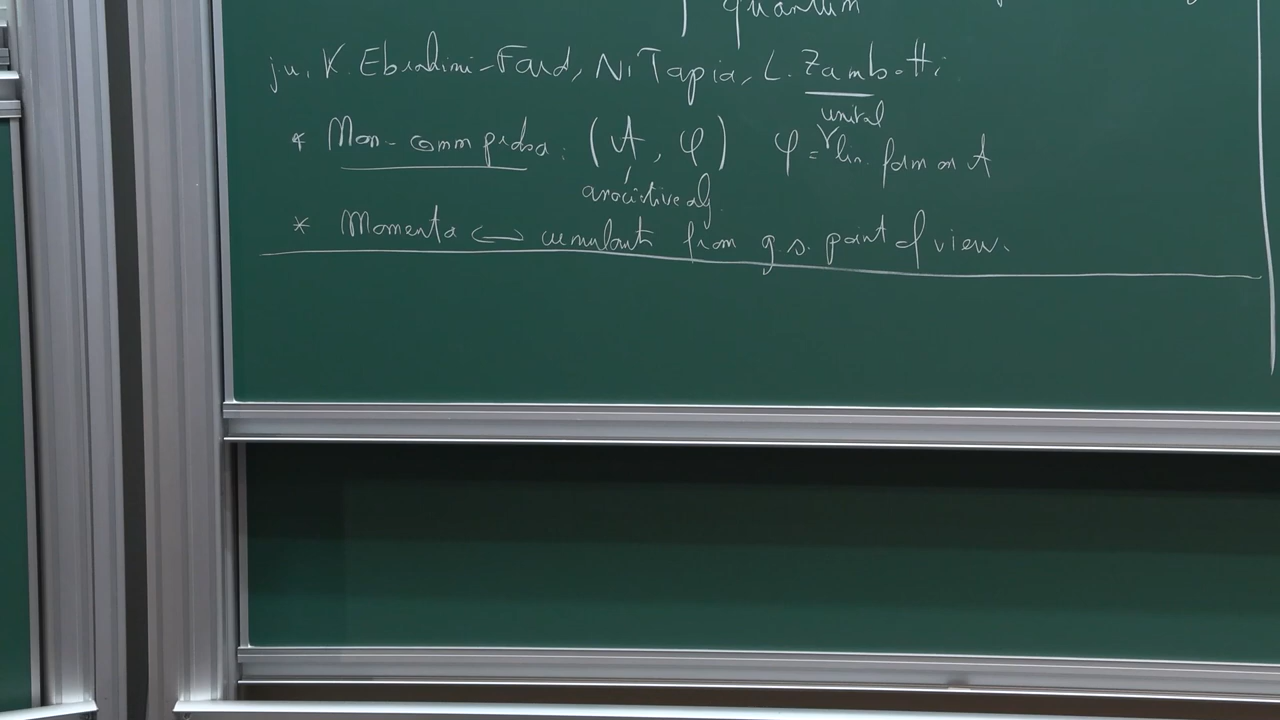 quantum
ju. K. Ebrahimi-Fard, N. Tapia, L. Zambotti
unital
* Non-comm proba: (A, φ) φ = lin. form on A
associative alg.
* Moments ↔ cumulants from g.s. point of view.